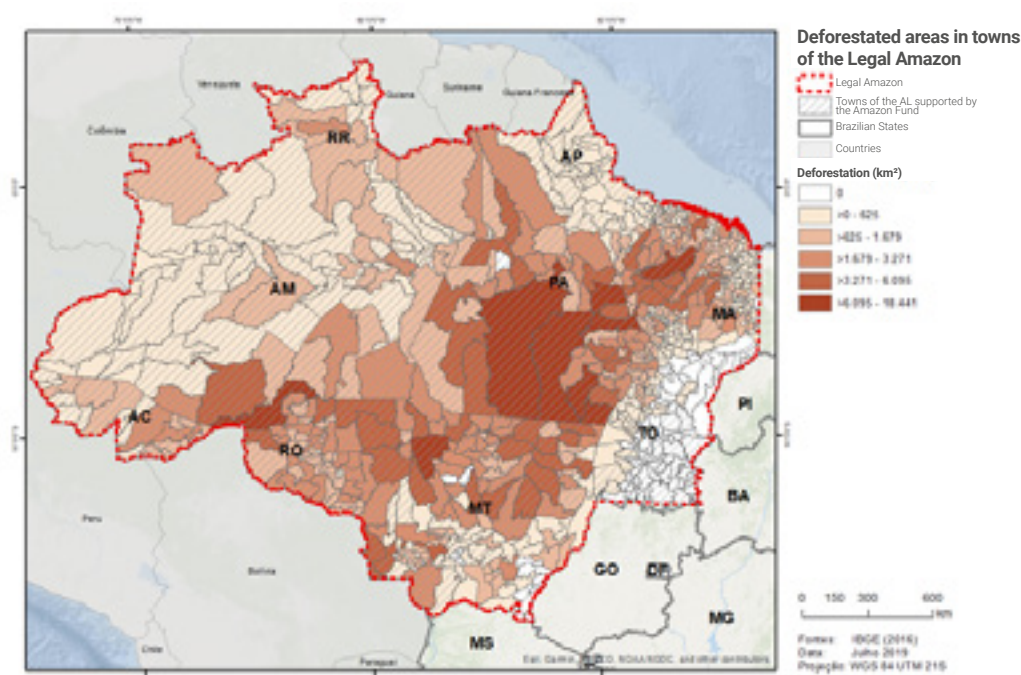 Deforestated areas in towns
of the Legal Amazon
Legal Amazon
Towns of the AL supported by
the Amazon Fund
Brazilian States
Countries
Deforestation (km²)
0
>0 - 625
>625 - 1.679
>1.679 - 3.271
>3.271 - 6.095
>6.095 - 18.441
Venezuela
Guiana
Suriname
Guiana Francesa
Colômbia
RR
AP
AM
PA
MA
AC
RO
TO
PI
MT
BA
Peru
Bolívia
GO
DF
MG
MS
Chile
Paraguai
and other contributors
0 150 300 600
km
Fontes: IBGE (2016)
Data: Julho 2019
Projeção: WGS 84 UTM 21S